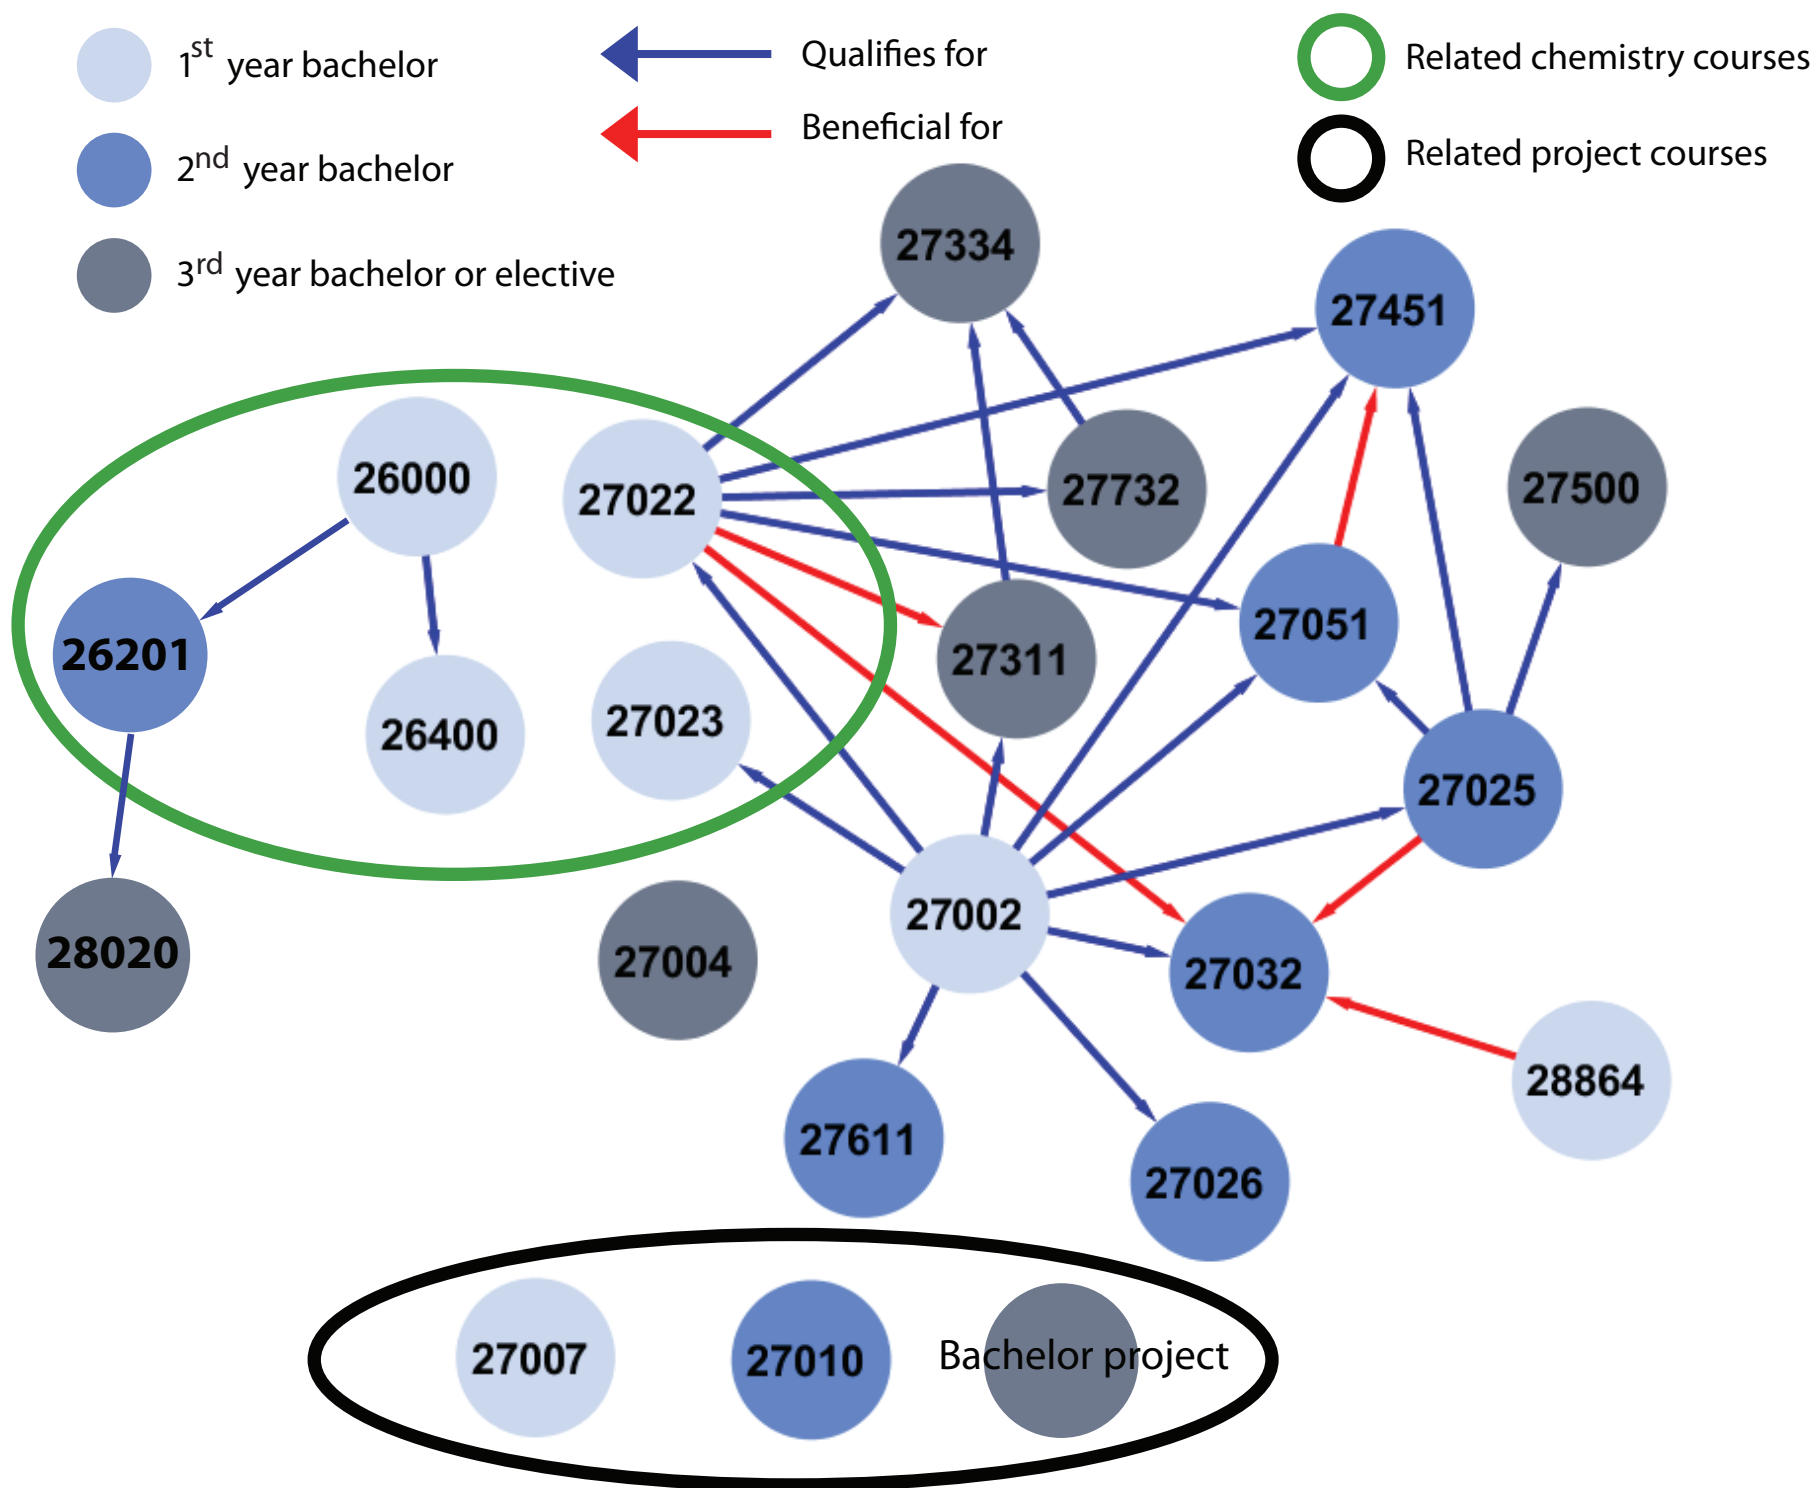 1st year bachelor
2nd year bachelor
3rd year bachelor or elective
Qualifies for
Beneficial for
Related chemistry courses
Related project courses
27334
27451
26000
27022
27732
27500
26201
26400
27023
27311
27051
27025
28020
27004
27002
27032
28864
27611
27026
27007
27010
Bachelor project